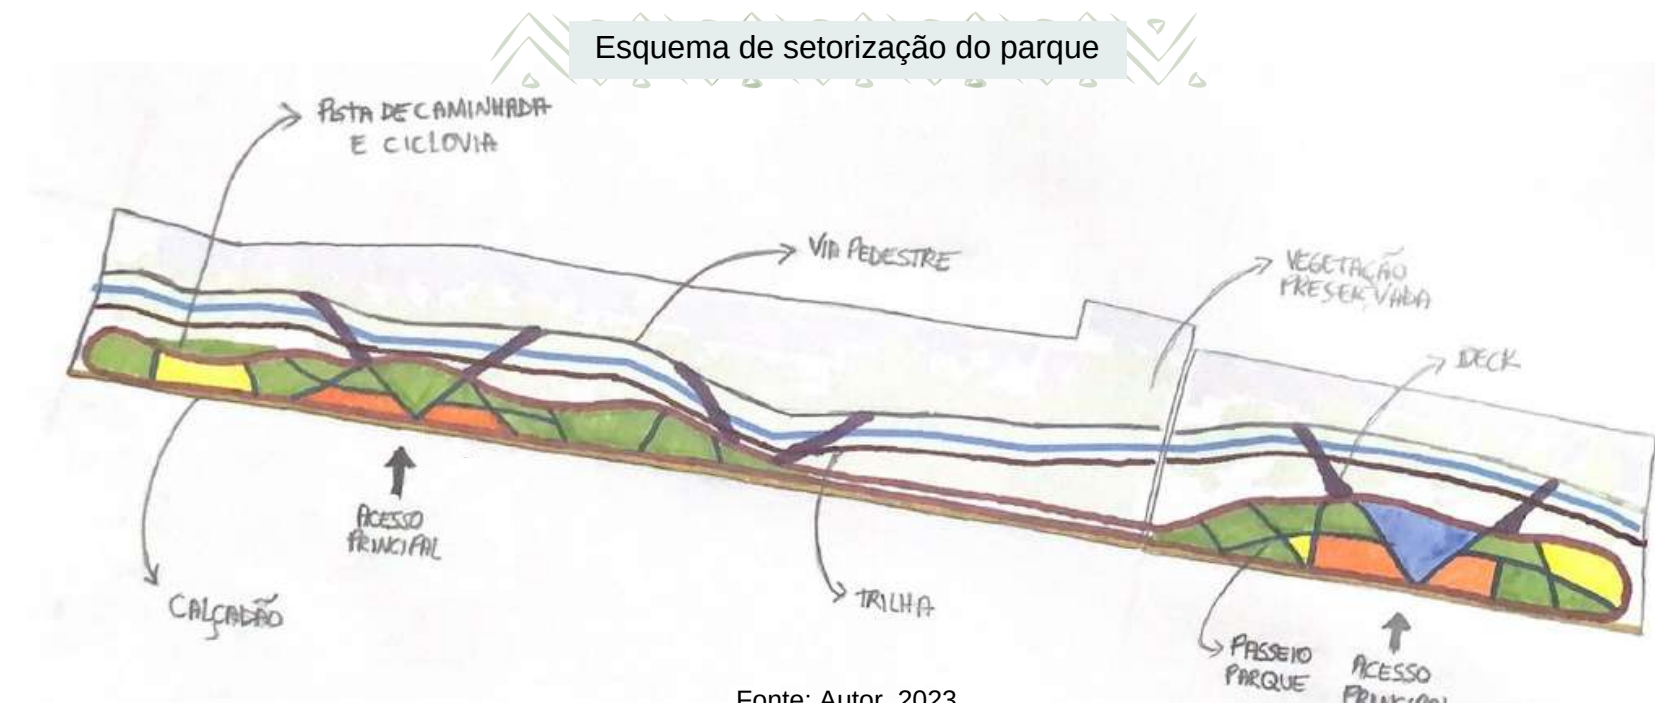 Esquema de setorização do parque
PISTA DE CAMINHADA
E CICLOVIA
VIA PEDESTRE
VEGETAÇÃO
PRESERVADA
DECK
ACESSO
PRINCIPAL
CALÇADÃO
TRILHA
PASSEIO
PARQUE
ACESSO
PRINCIPAL
Fonte: Autor, 2023